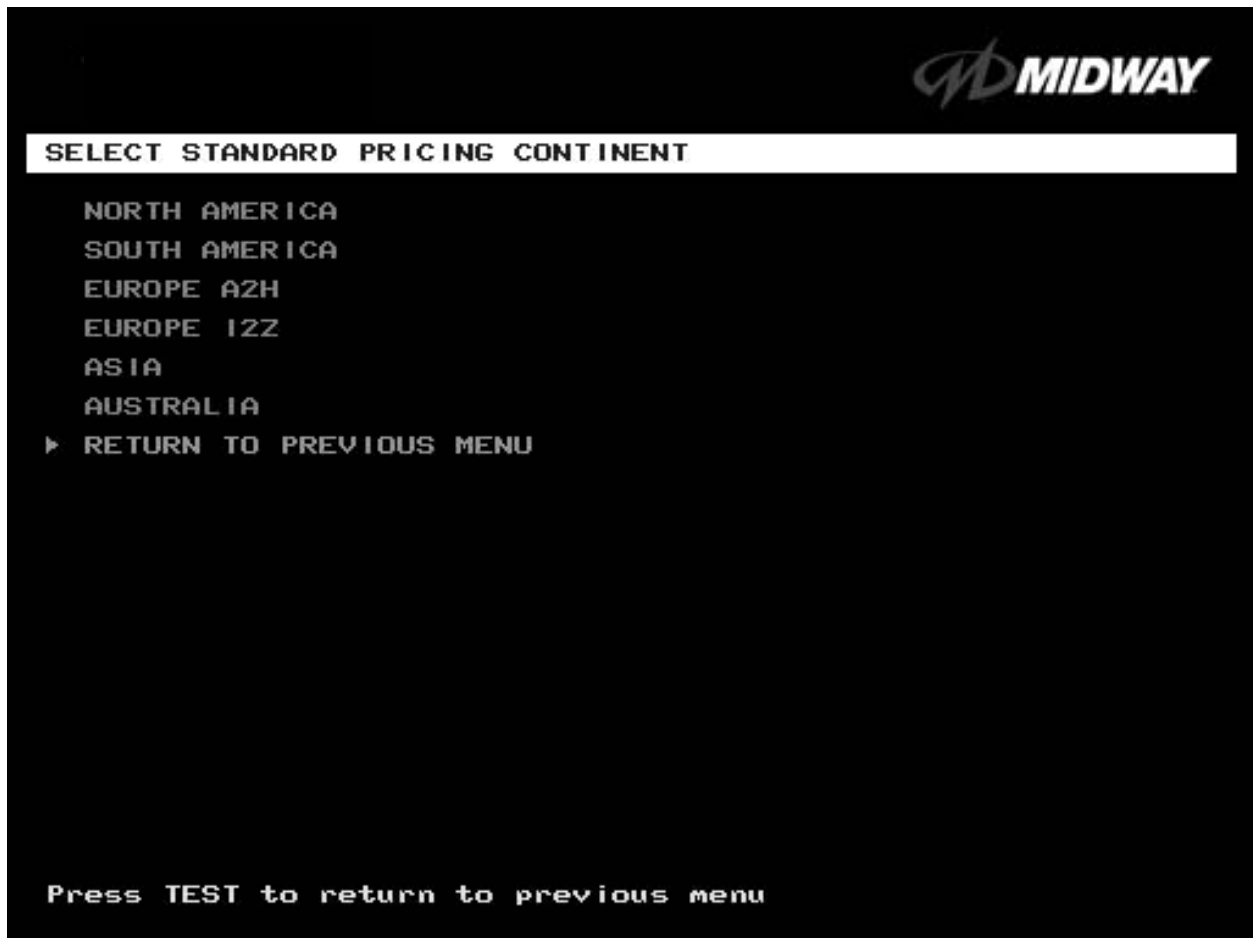 MIDWAY
SELECT STANDARD PRICING CONTINENT
NORTH AMERICA
SOUTH AMERICA
EUROPE A2H
EUROPE I2Z
ASIA
AUSTRALIA
RETURN TO PREVIOUS MENU
Press TEST to return to previous menu